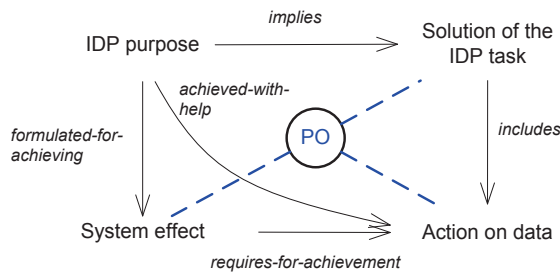 implies
IDP purpose
Solution of the
IDP task
achieved-with-
help
formulated-for-
achieving
PO
includes
System effect
Action on data
requires-for-achievement